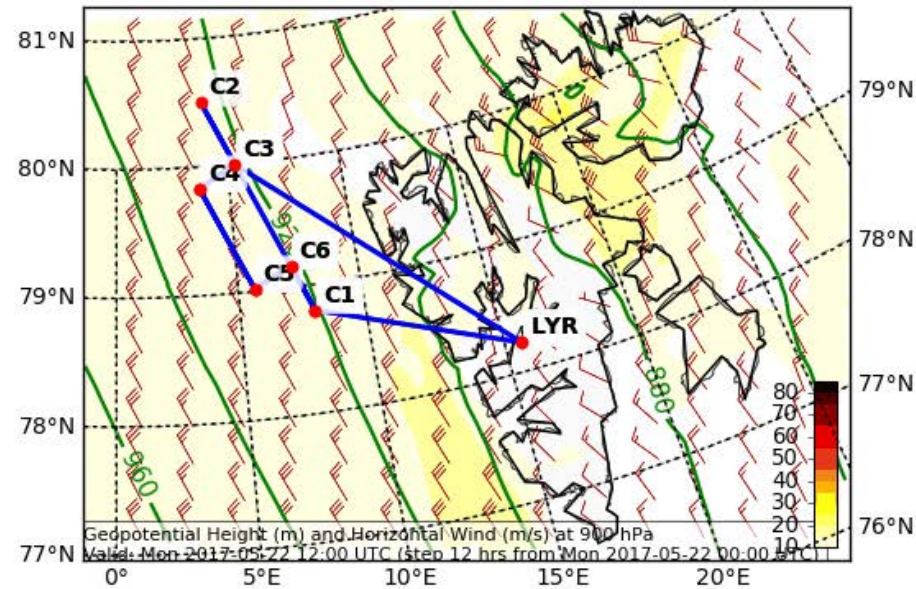 81°N
79°N
C2
C3
80°N
C4
78°N
C6
C5
79°N
C1
LYR
880
77°N
80
70
60
50
40
30
20
10
78°N
960
Geopotential Height (m) and Horizontal Wind (m/s) at 900 hPa
Valid: Mon 2017-05-22 12:00 UTC (step 12 hrs from Mon 2017-05-22 00:00 UTC)
76°N
77°N
0° 5°E 10°E 15°E 20°E